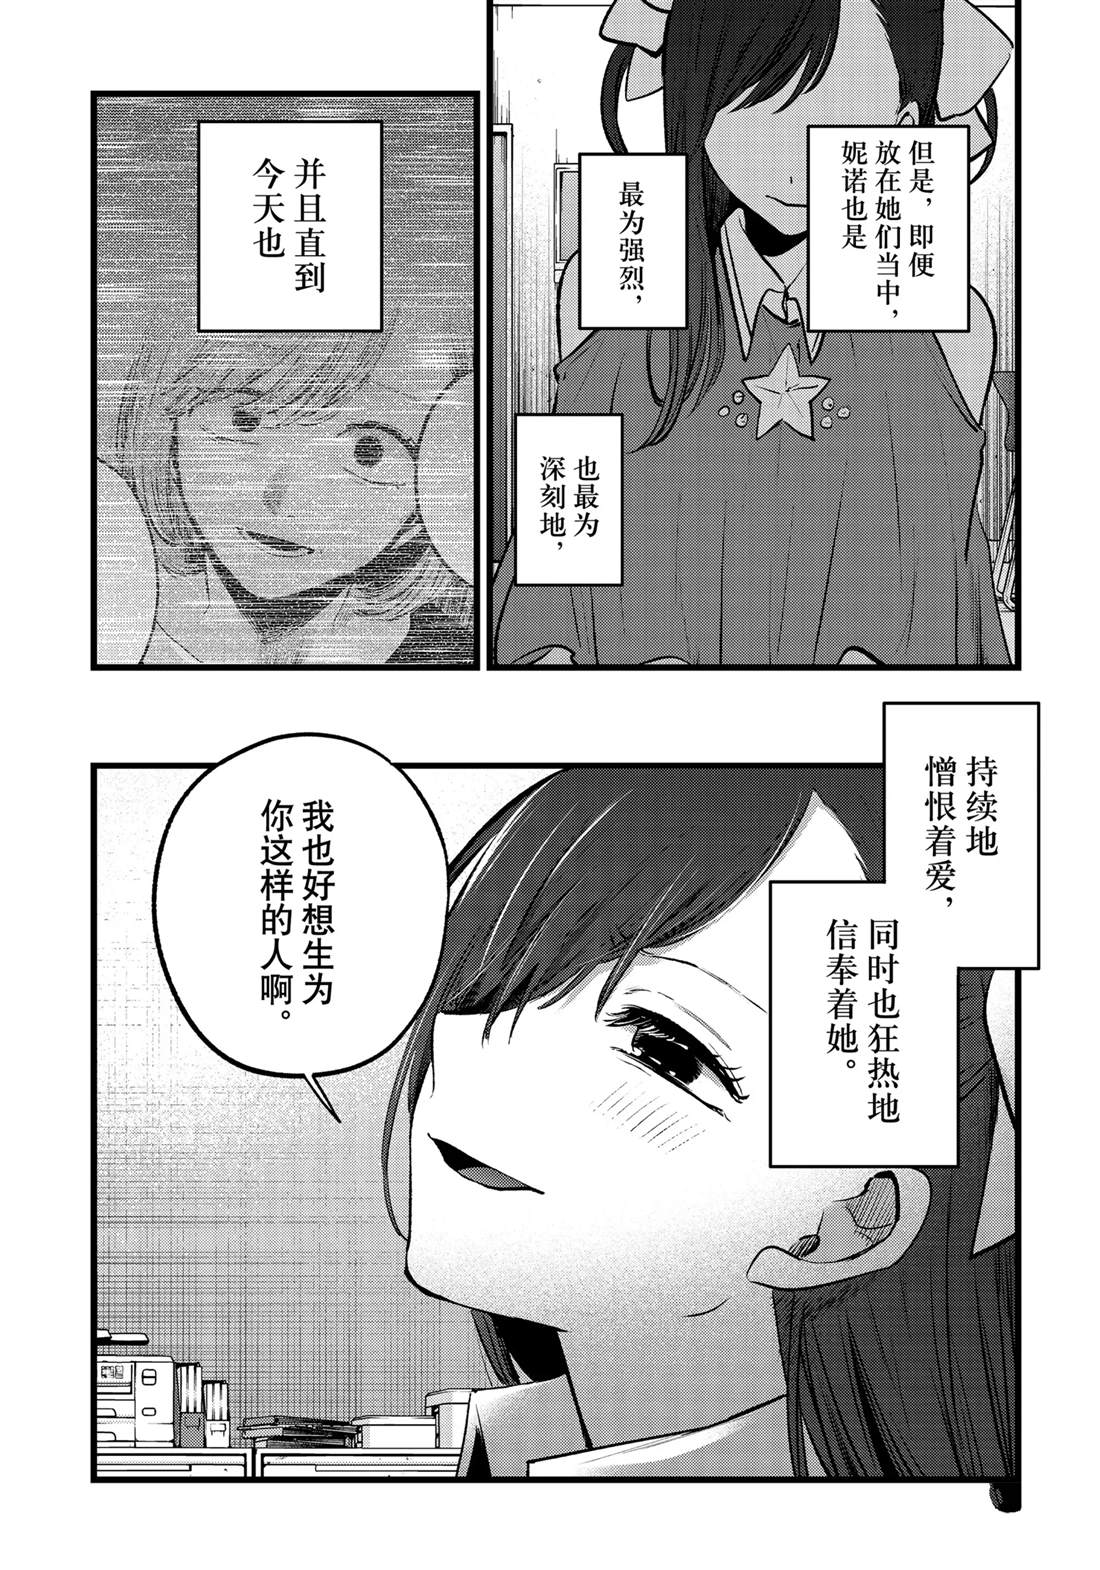 但是，即便
放在她们当中，
妮诺也是
最为强烈，
也最为
深刻地，
并且直到
今天也
持续地
憎恨着爱，
同时也狂热地
信奉着她。
我也好想生为
你这样的人啊。